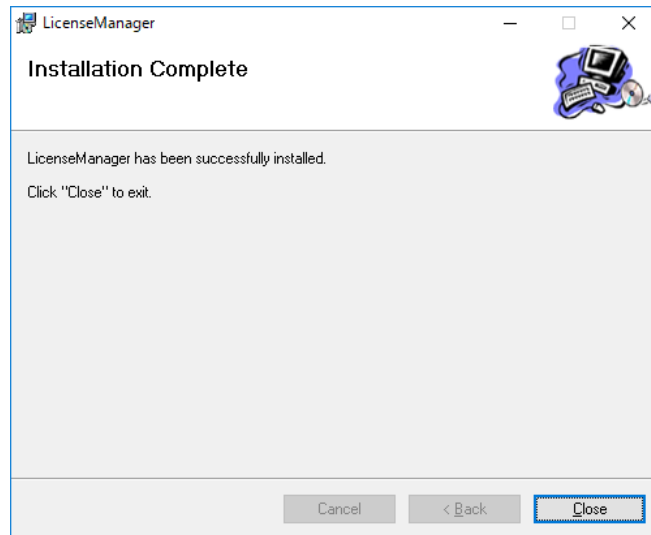 LicenseManager
Installation Complete
LicenseManager has been successfully installed.
Click "Close" to exit.
Cancel
< Back
Close